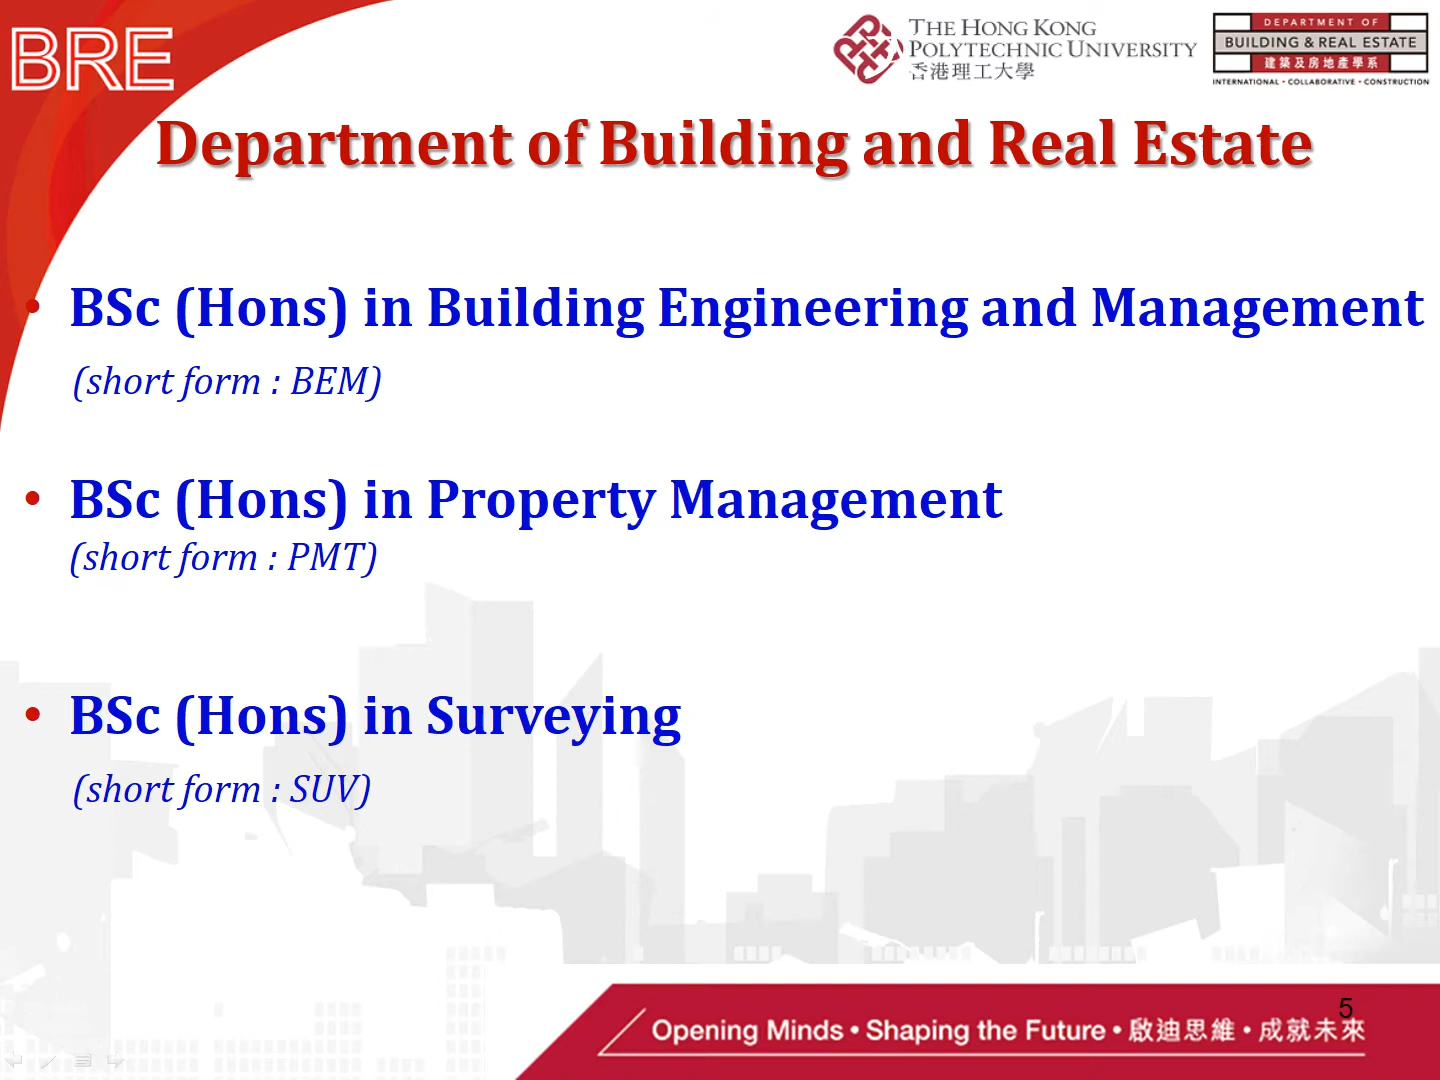 BRE
THE HONG KONG
POLYTECHNIC UNIVERSITY
香港理工大學
DEPARTMENT OF
BUILDING & REAL ESTATE
建築及房地產學系
INTERNATIONAL • COLLABORATIVE • CONSTRUCTION
Department of Building and Real Estate
• BSc (Hons) in Building Engineering and Management
(short form : BEM)
• BSc (Hons) in Property Management
(short form : PMT)
• BSc (Hons) in Surveying
(short form : SUV)
5
Opening Minds • Shaping the Future • 啟迪思維 • 成就未來